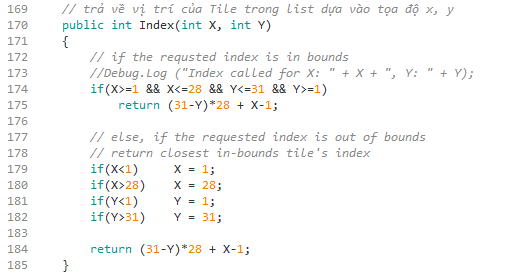 169 // trả về vị trí của Tile trong list dựa vào tọa độ x, y
170 public int Index(int X, int Y)
171 {
172 // if the requsted index is in bounds
173 //Debug.Log ("Index called for X: " + X + ", Y: " + Y);
174 if(X>=1 && X<=28 && Y<=31 && Y>=1)
175 return (31-Y)*28 + X-1;
176
177 // else, if the requested index is out of bounds
178 // return closest in-bounds tile's index
179 if(X<1) X = 1;
180 if(X>28) X = 28;
181 if(Y<1) Y = 1;
182 if(Y>31) Y = 31;
183
184 return (31-Y)*28 + X-1;
185 }